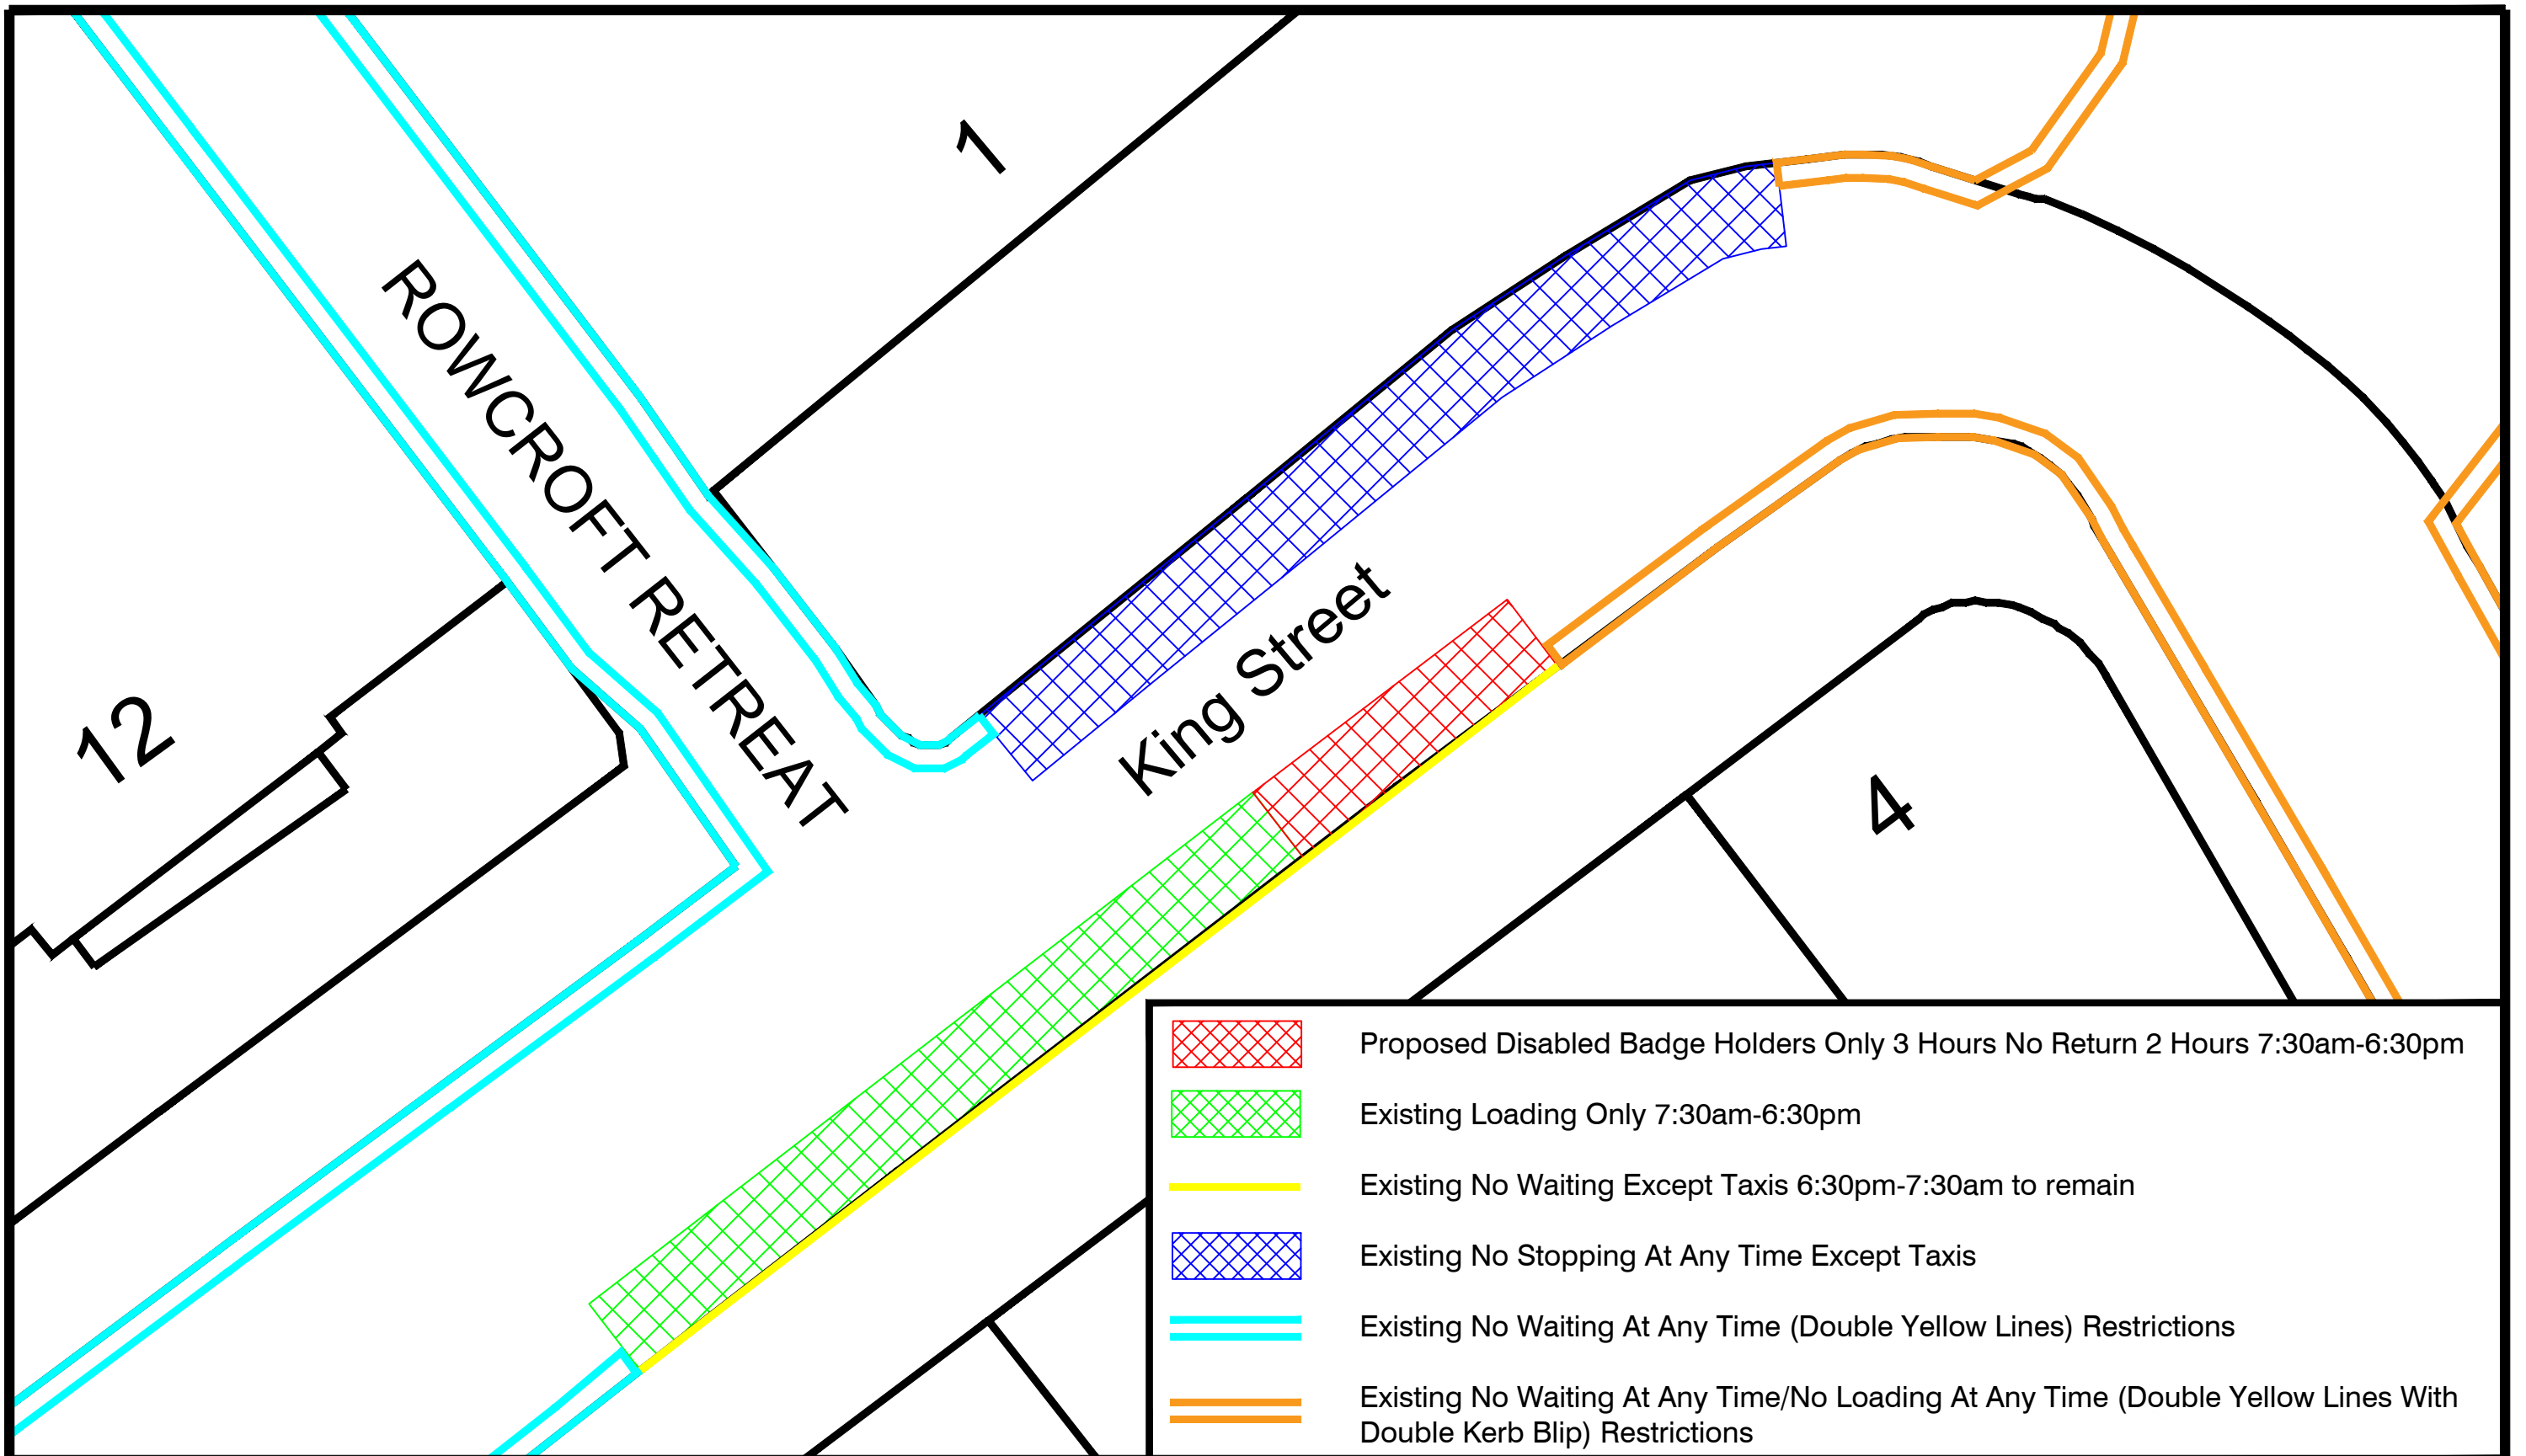 1
ROWCROFT RETREAT
King Street
12
4
Proposed Disabled Badge Holders Only 3 Hours No Return 2 Hours 7:30am-6:30pm
Existing Loading Only 7:30am-6:30pm
Existing No Waiting Except Taxis 6:30pm-7:30am to remain
Existing No Stopping At Any Time Except Taxis
Existing No Waiting At Any Time (Double Yellow Lines) Restrictions
Existing No Waiting At Any Time/No Loading At Any Time (Double Yellow Lines With
Double Kerb Blip) Restrictions